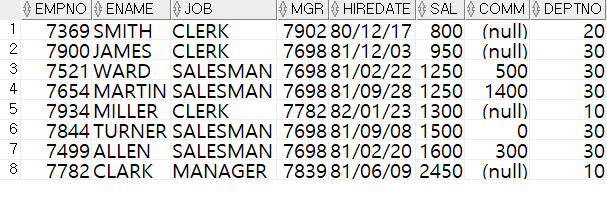 EMPNO ENAME JOB MGR HIREDATE SAL COMM DEPTNO
1 7369 SMITH CLERK 7902 80/12/17 800 (null) 20
2 7900 JAMES CLERK 7698 81/12/03 950 (null) 30
3 7521 WARD SALESMAN 7698 81/02/22 1250 500 30
4 7654 MARTIN SALESMAN 7698 81/09/28 1250 1400 30
5 7934 MILLER CLERK 7782 82/01/23 1300 (null) 10
6 7844 TURNER SALESMAN 7698 81/09/08 1500 0 30
7 7499 ALLEN SALESMAN 7698 81/02/20 1600 300 30
8 7782 CLARK MANAGER 7839 81/06/09 2450 (null) 10